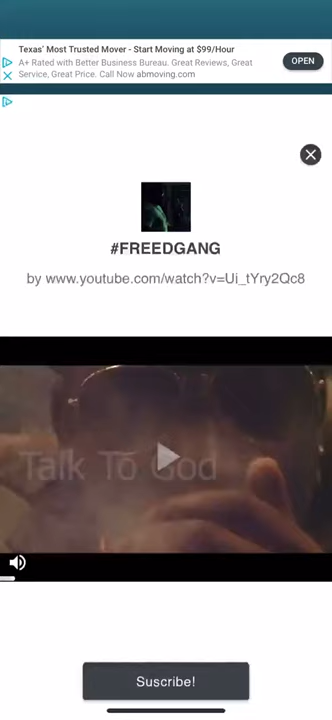 Texas' Most Trusted Mover - Start Moving at $99/Hour
A+ Rated with Better Business Bureau. Great Reviews, Great
Service, Great Price. Call Now abmoving.com
OPEN
#FREEDGANG
by www.youtube.com/watch?v=Ui_tYry2Qc8
Talk To God
Suscribe!